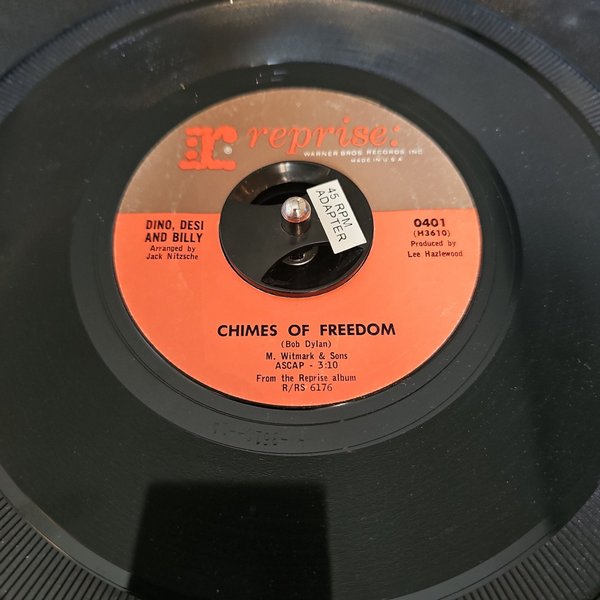 r reprise:
WARNER BROS. RECORDS INC.
MADE IN U.S.A.
45 RPM
ADAPTER
DINO, DESI
AND BILLY
Arranged by
Jack Nitzsche
0401
(H3610)
Produced by
Lee Hazlewood
CHIMES OF FREEDOM
(Bob Dylan)
M. Witmark & Sons
ASCAP - 3:10
From the Reprise album
R/RS 6176